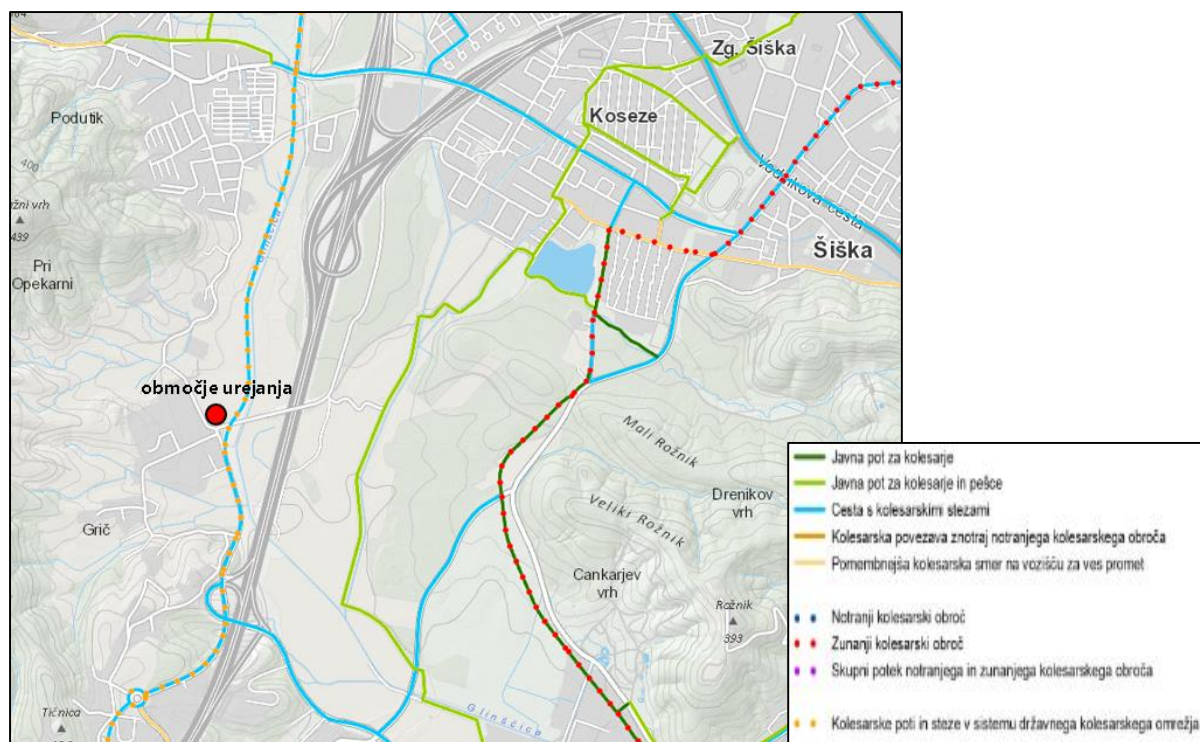 Zg. Šiška
Koseze
Podutik
400
Vodnikova cesta
439
Šiška
Pri
Opekarni
območje urejanja
Mali Rožnik
Drenikov
vrh
Veliki Rožnik
Grič
Cankarjev
vrh
Rožnik
393
Tičnica
Glinščica
Javna pot za kolesarje
Javna pot za kolesarje in pešce
Cesta s kolesarskimi stezami
Kolesarska povezava znotraj notranjega kolesarskega obroča
Pomembnejša kolesarska smer na vozišču za ves promet
Notranji kolesarski obroč
Zunanji kolesarski obroč
Skupni potek notranjega in zunanjega kolesarskega obroča
Kolesarske poti in steze v sistemu državnega kolesarskega omrežja